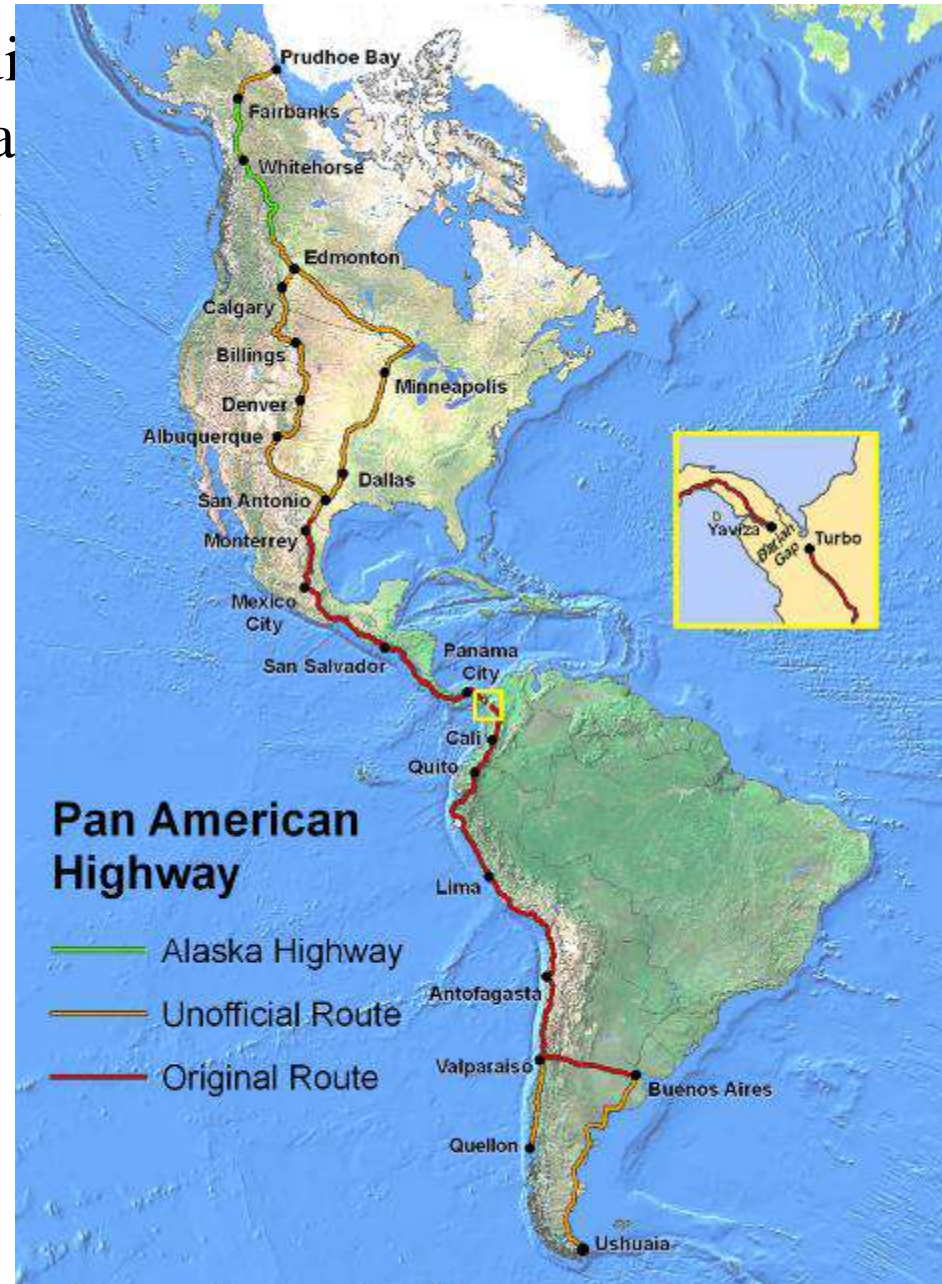 Prudhoe Bay
Fairbanks
Whitehorse
Edmonton
Calgary
Billings
Minneapolis
Denver
Albuquerque
Dallas
San Antonio
Monterrey
Mexico
City
San Salvador
Panama
City
Yaviza
Darian
Gap
Turbo
Cali
Quito
Lima
Antofagasta
Valparaiso
Buenos Aires
Quellon
Ushuaia
Pan American
Highway
Alaska Highway
Unofficial Route
Original Route